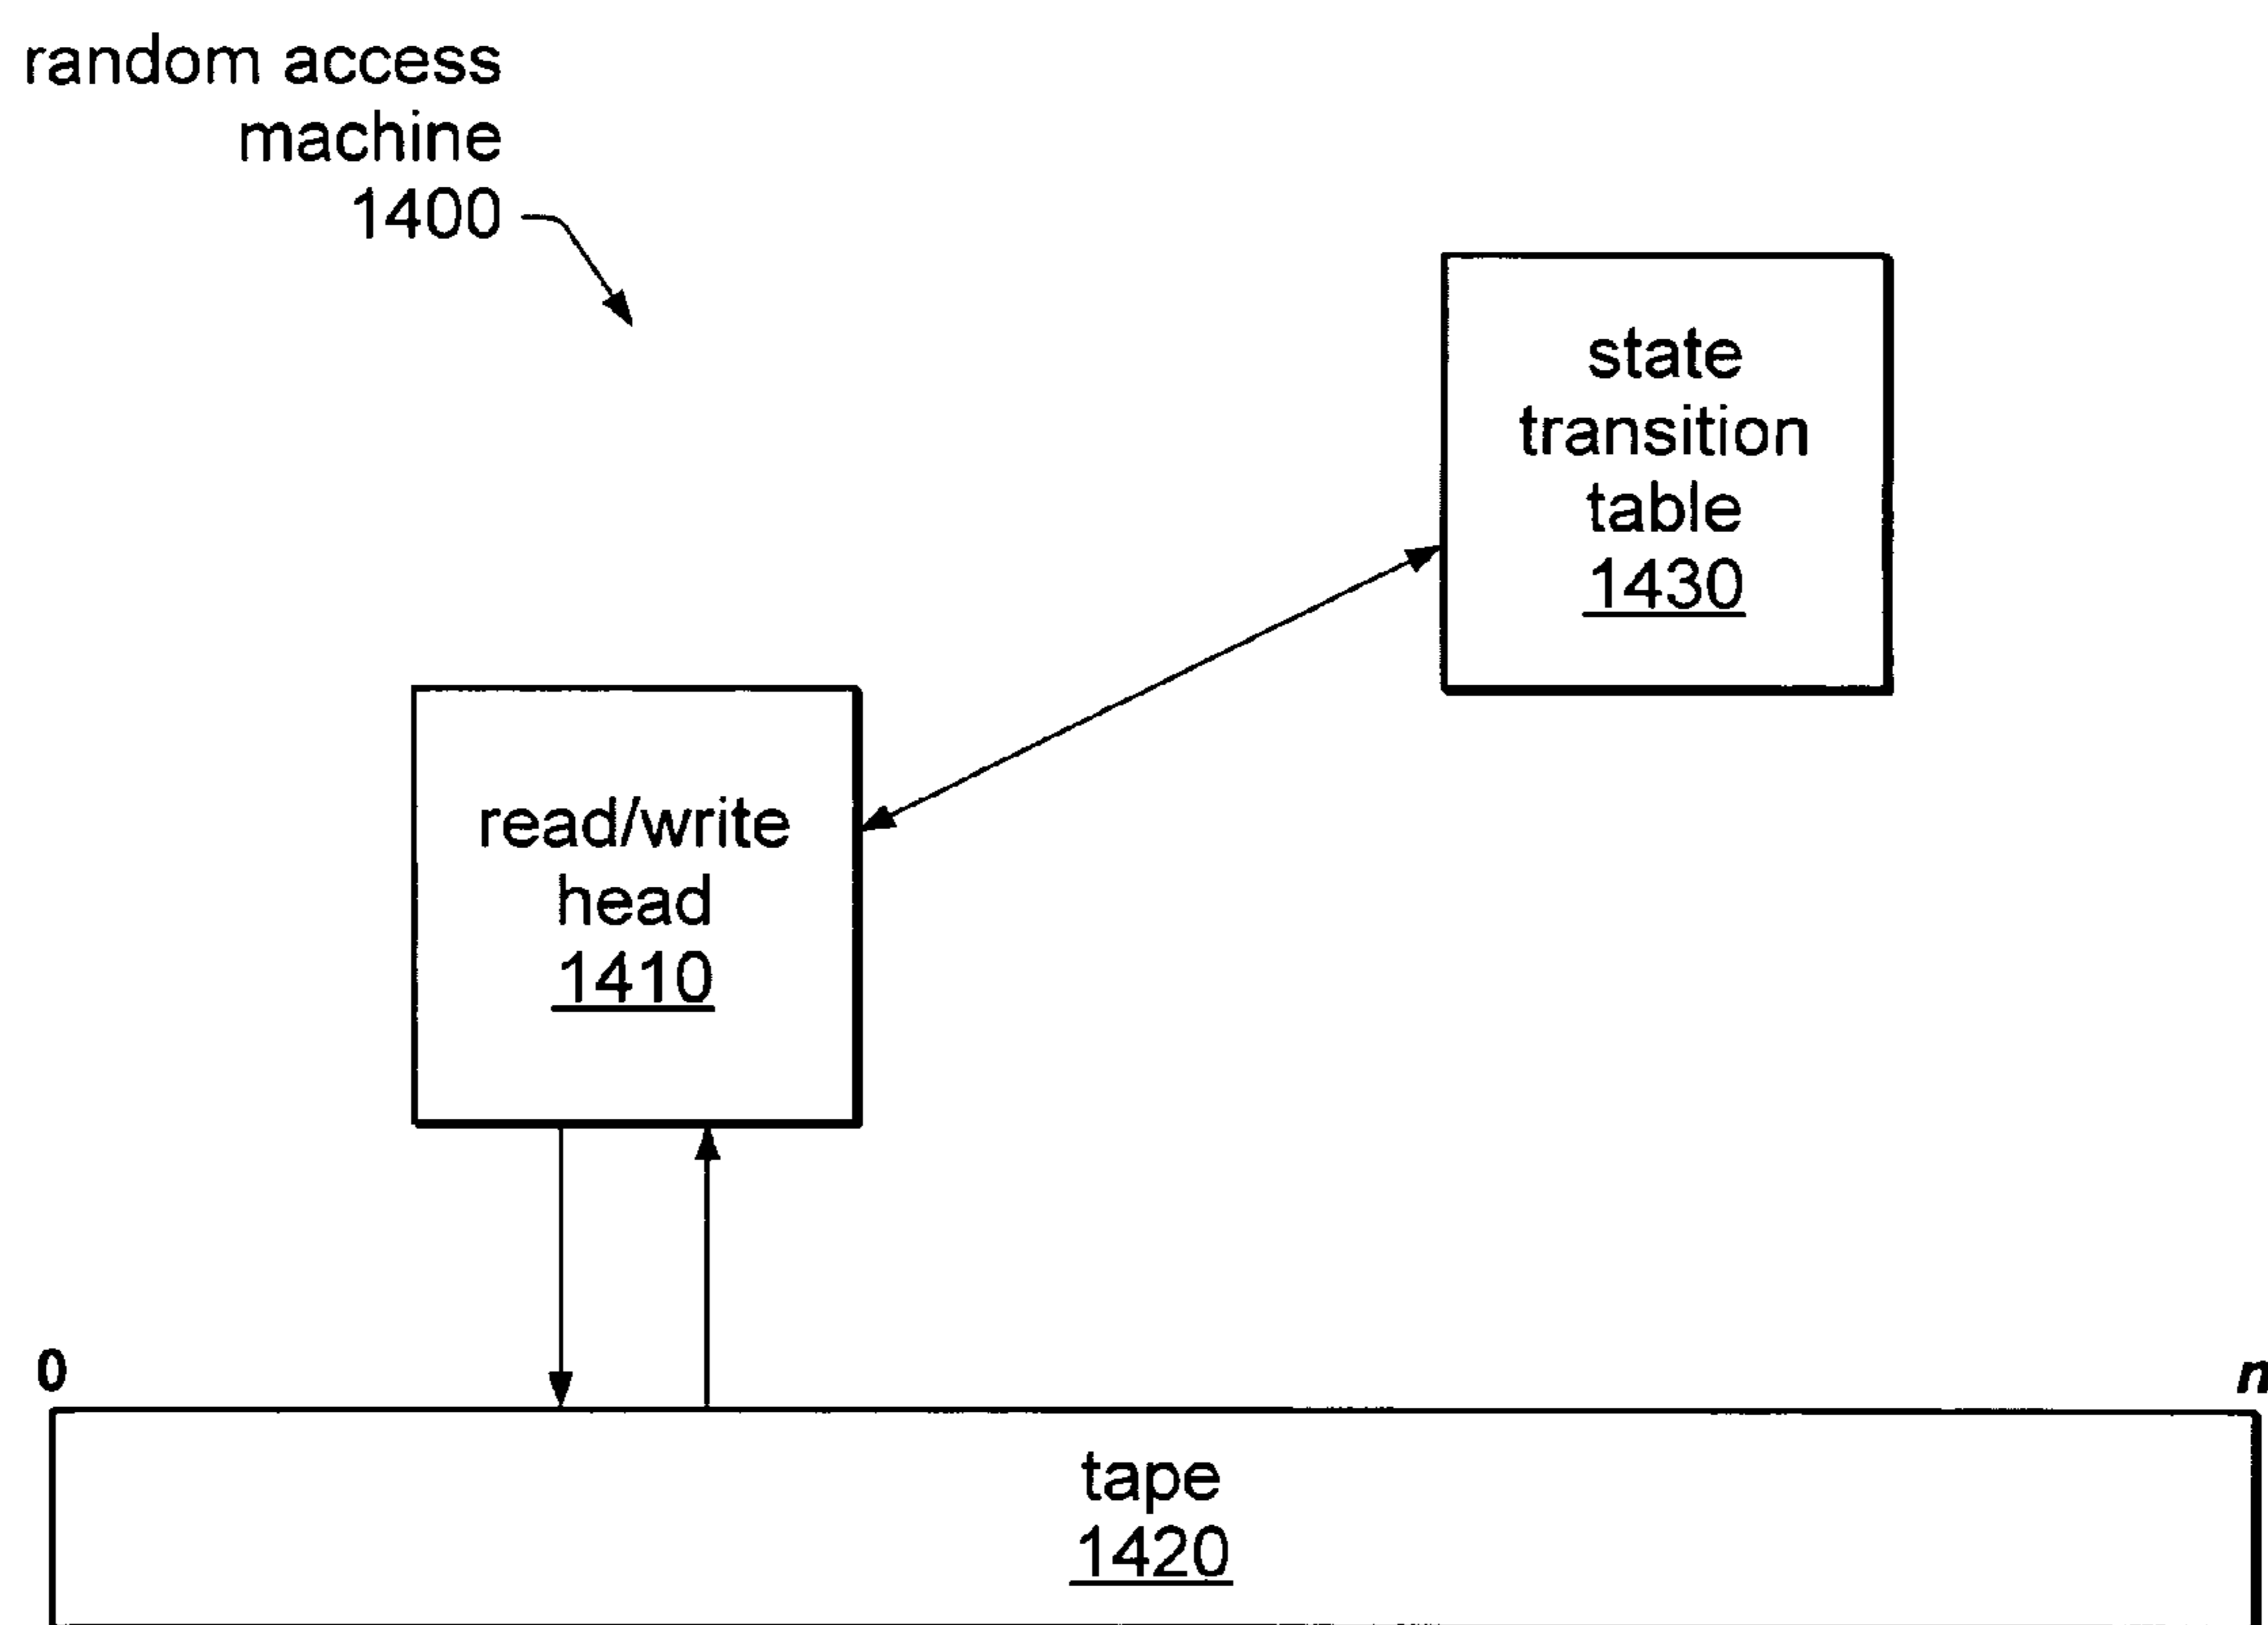 random access
machine
1400
state
transition
table
1430
read/write
head
1410
0
n
tape
1420